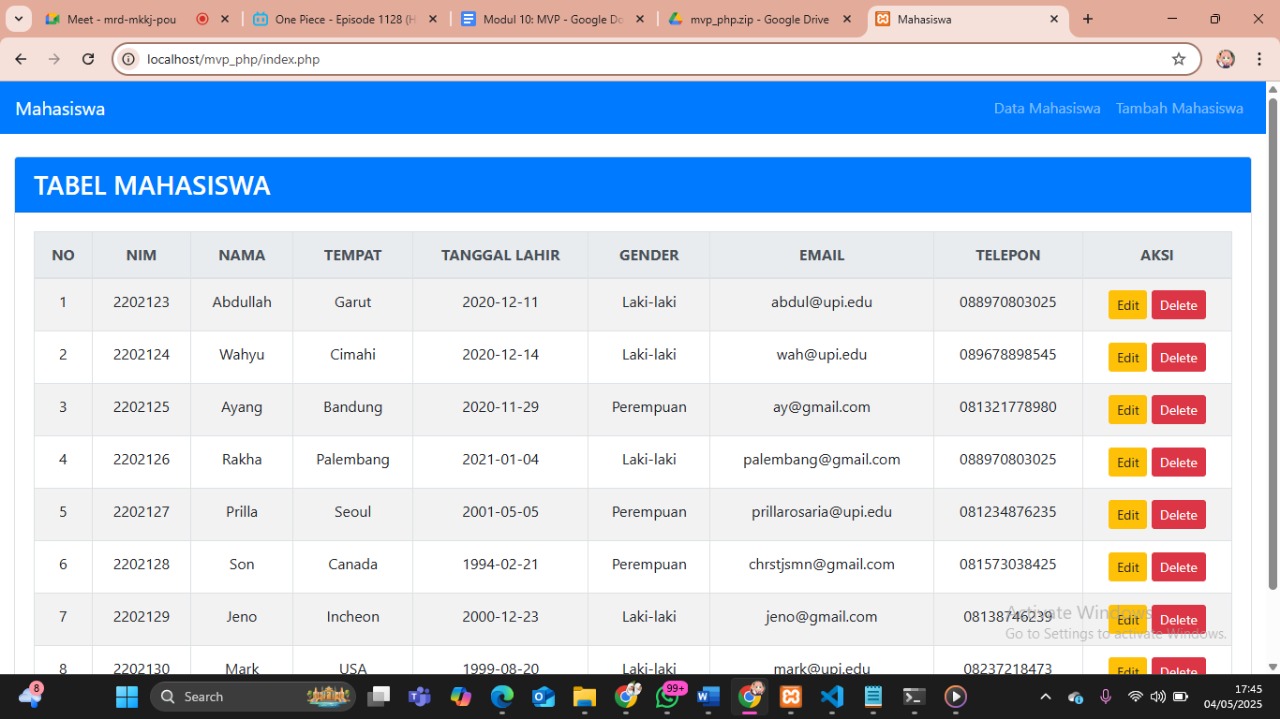 Meet - mrd-mkkj-pou
One Piece - Episode 1128 (H
Modul 10: MVP - Google Do
mvp_php.zip - Google Drive
Mahasiswa
localhost/mvp_php/index.php
Mahasiswa Data Mahasiswa Tambah Mahasiswa
TABEL MAHASISWA
NO NIM NAMA TEMPAT TANGGAL LAHIR GENDER EMAIL TELEPON AKSI
1 2202123 Abdullah Garut 2020-12-11 Laki-laki abdul@upi.edu 088970803025 Edit Delete
2 2202124 Wahyu Cimahi 2020-12-14 Laki-laki wah@upi.edu 089678898545 Edit Delete
3 2202125 Ayang Bandung 2020-11-29 Perempuan ay@gmail.com 081321778980 Edit Delete
4 2202126 Rakha Palembang 2021-01-04 Laki-laki palembang@gmail.com 088970803025 Edit Delete
5 2202127 Prilla Seoul 2001-05-05 Perempuan prillarosaria@upi.edu 081234876235 Edit Delete
6 2202128 Son Canada 1994-02-21 Perempuan chrstjsmn@gmail.com 081573038425 Edit Delete
7 2202129 Jeno Incheon 2000-12-23 Laki-laki jeno@gmail.com 08138746239 Edit Delete
8 2202130 Mark USA 1999-08-20 Laki-laki mark@upi.edu 08237218473 Edit Delete
Activate Windows
Go to Settings to activate Windows.
8
Search
99+
17:45
04/05/2025